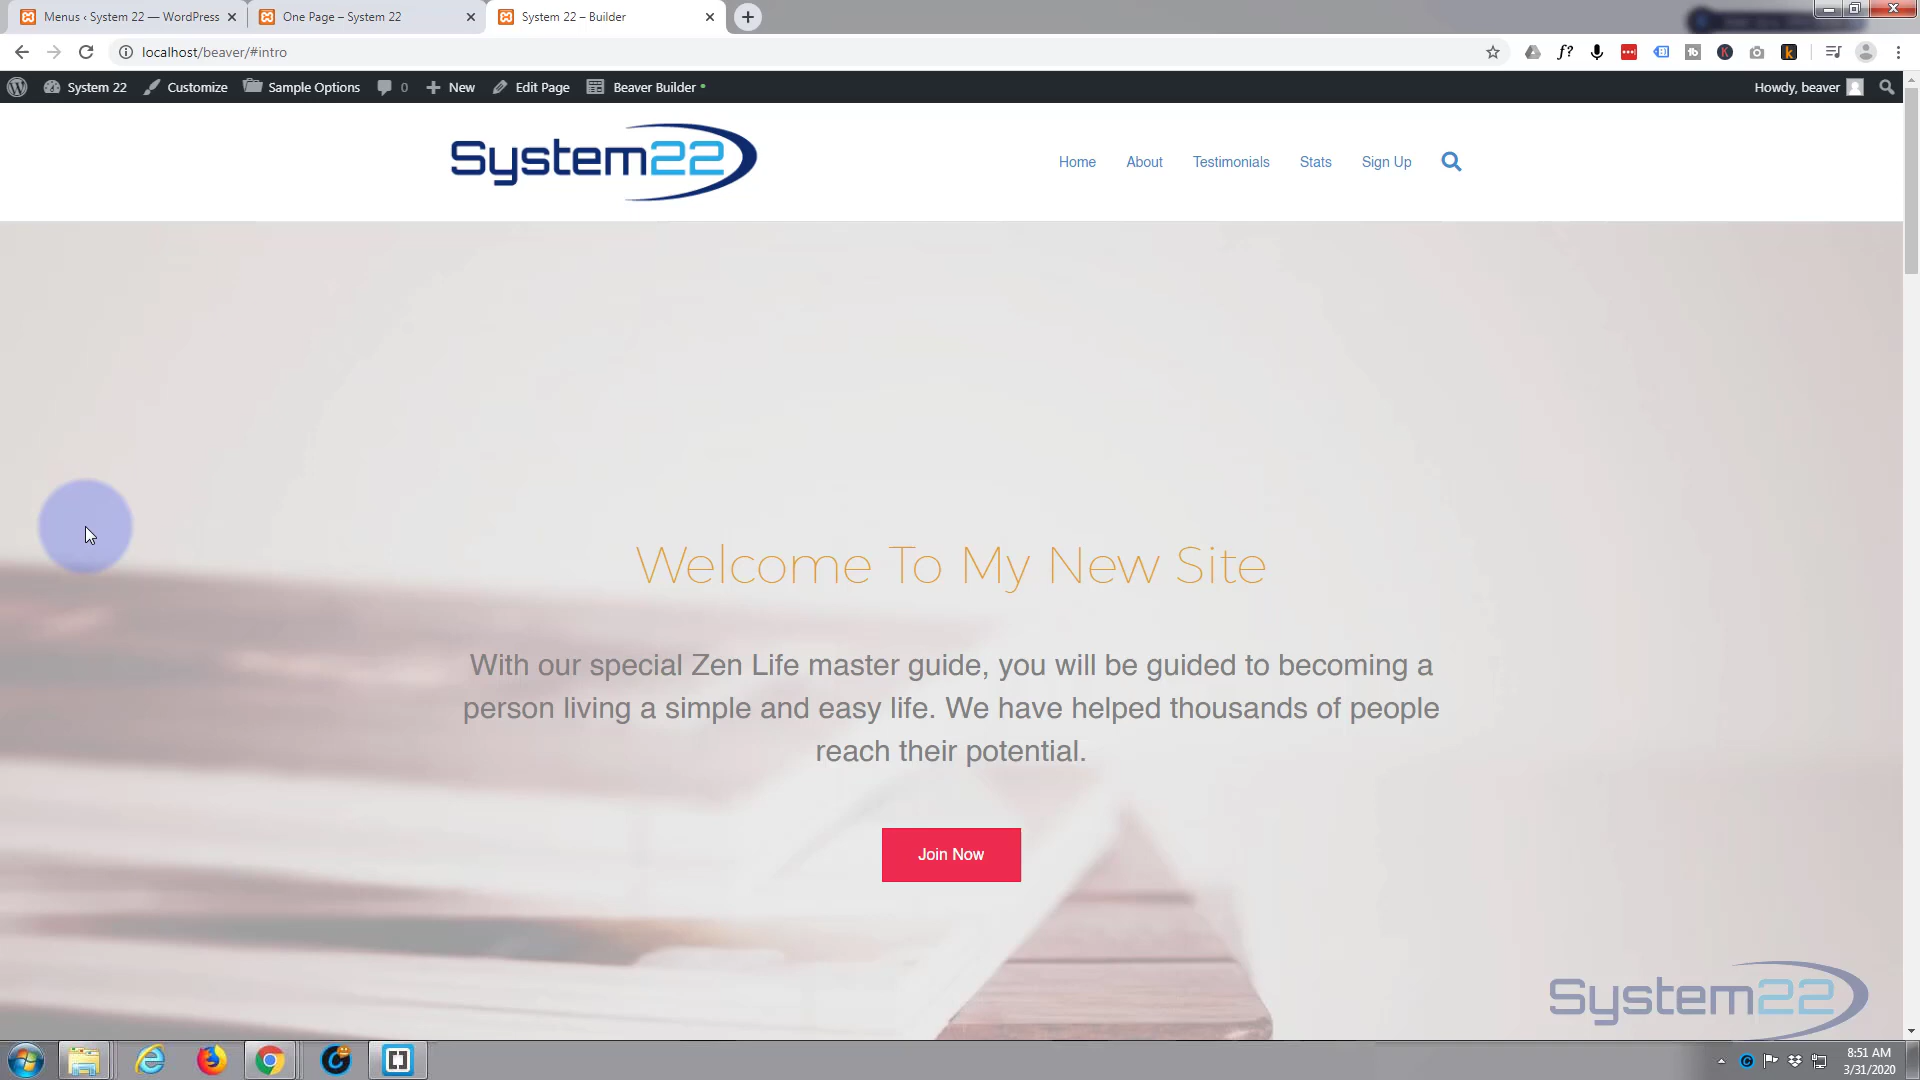 Menus ‹ System 22 — WordPress
One Page – System 22
System 22 – Builder
localhost/beaver/#intro
System 22
Customize
Sample Options
0
New
Edit Page
Beaver Builder
Howdy, beaver
System22
Home
About
Testimonials
Stats
Sign Up
Welcome To My New Site
With our special Zen Life master guide, you will be guided to becoming a
person living a simple and easy life. We have helped thousands of people
reach their potential.
Join Now
System22
8:51 AM
3/31/2020